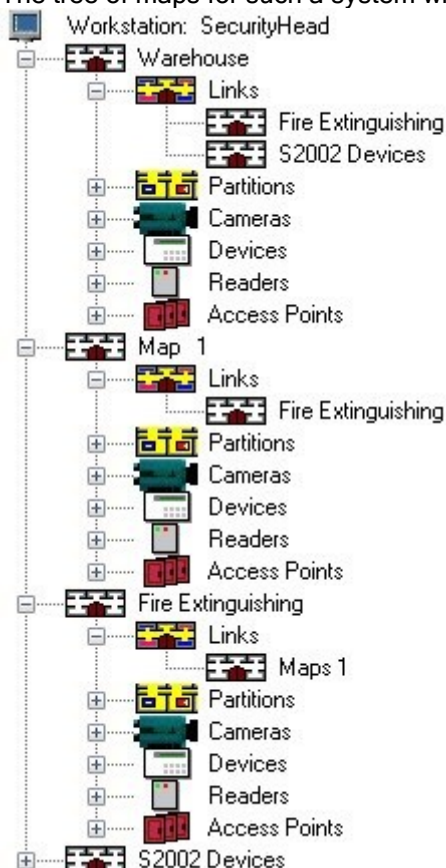 Workstation: SecurityHead
Warehouse
Links
Fire Extinguishing
S2002 Devices
Partitions
Cameras
Devices
Readers
Access Points
Map 1
Links
Fire Extinguishing
Partitions
Cameras
Devices
Readers
Access Points
Fire Extinguishing
Links
Maps 1
Partitions
Cameras
Devices
Readers
Access Points
S2002 Devices